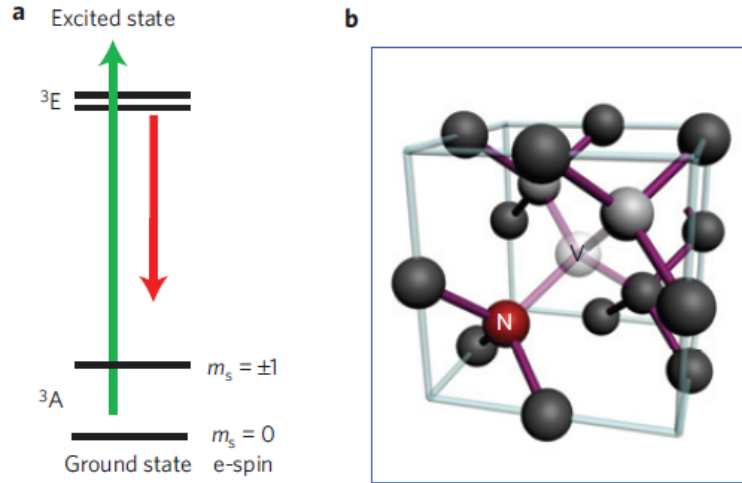 a
Excited state
³E
mₛ = ±1
³A
mₛ = 0
Ground state e-spin
b
V
N